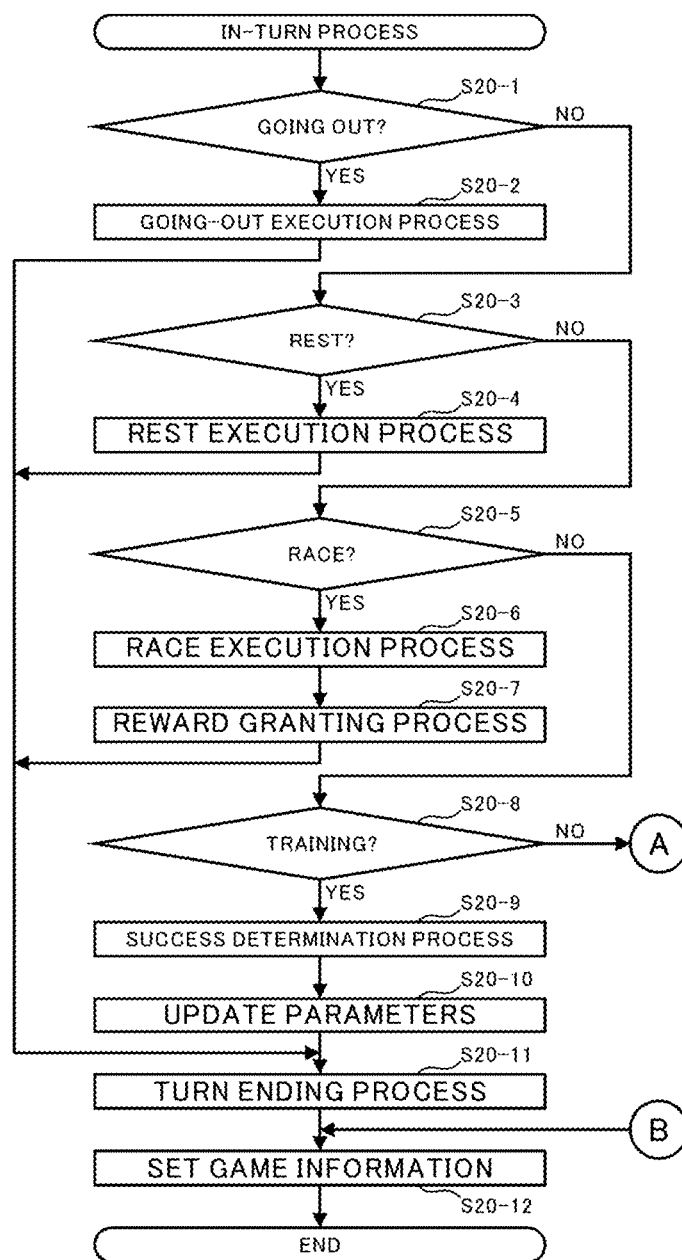 IN-TURN PROCESS
S20-1
GOING OUT?
NO
YES
S20-2
GOING-OUT EXECUTION PROCESS
S20-3
REST?
NO
YES
S20-4
REST EXECUTION PROCESS
S20-5
RACE?
NO
YES
S20-6
RACE EXECUTION PROCESS
S20-7
REWARD GRANTING PROCESS
S20-8
TRAINING?
NO
A
YES
S20-9
SUCCESS DETERMINATION PROCESS
S20-10
UPDATE PARAMETERS
S20-11
TURN ENDING PROCESS
B
SET GAME INFORMATION
S20-12
END